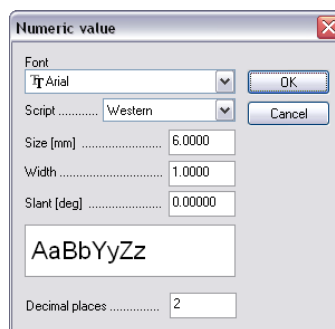 Numeric value
Font
Arial
OK
Script ............ Western
Cancel
Size [mm] ...................... 6.0000
Width ............................ 1.0000
Slant [deg] .................... 0.00000
AaBbYyZz
Decimal places ............... 2